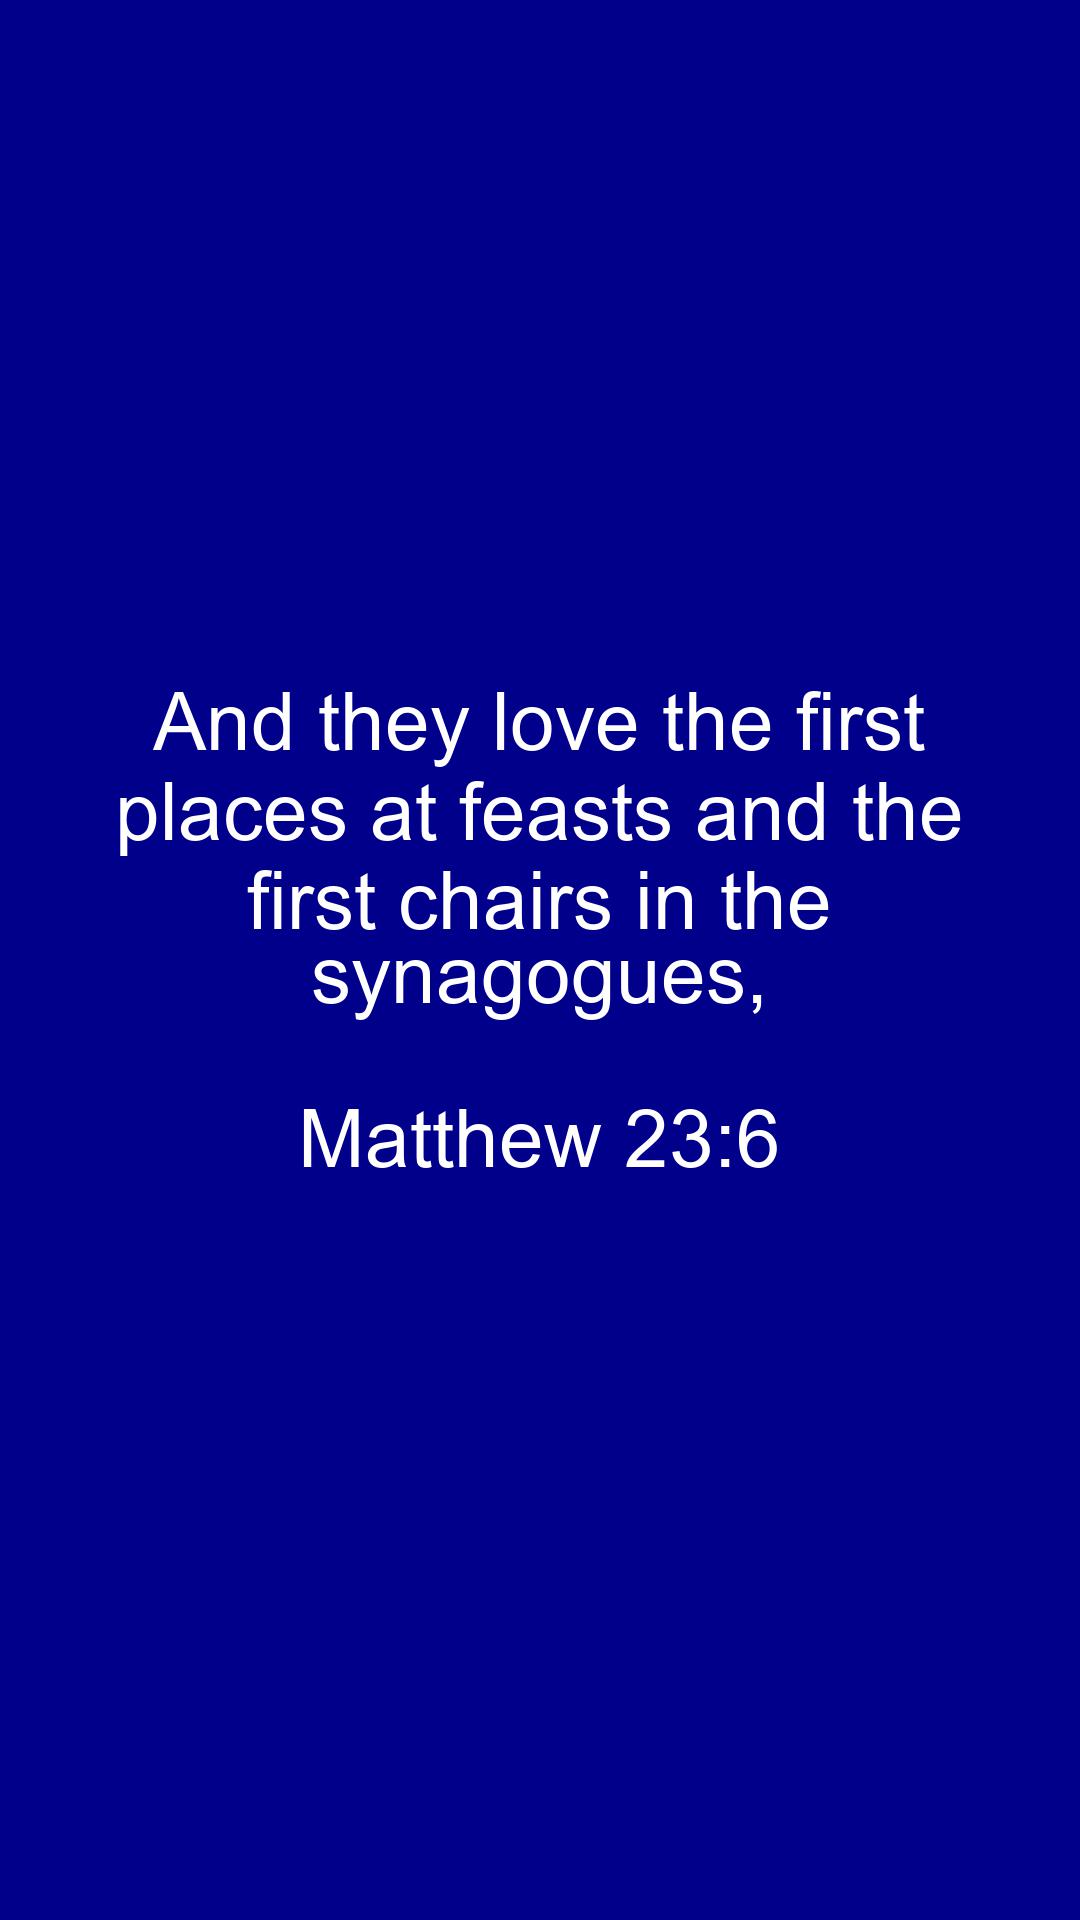 And they love the first
places at feasts and the
first chairs in the
synagogues,
Matthew 23:6